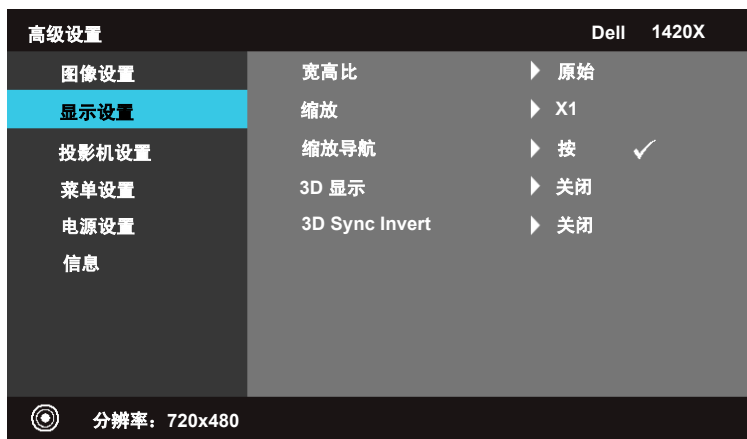 高级设置 Dell 1420X
图像设置
显示设置
投影机设置
菜单设置
电源设置
信息
宽高比 原始
缩放 X1
缩放导航 按
3D 显示 关闭
3D Sync Invert 关闭
分辨率：720x480